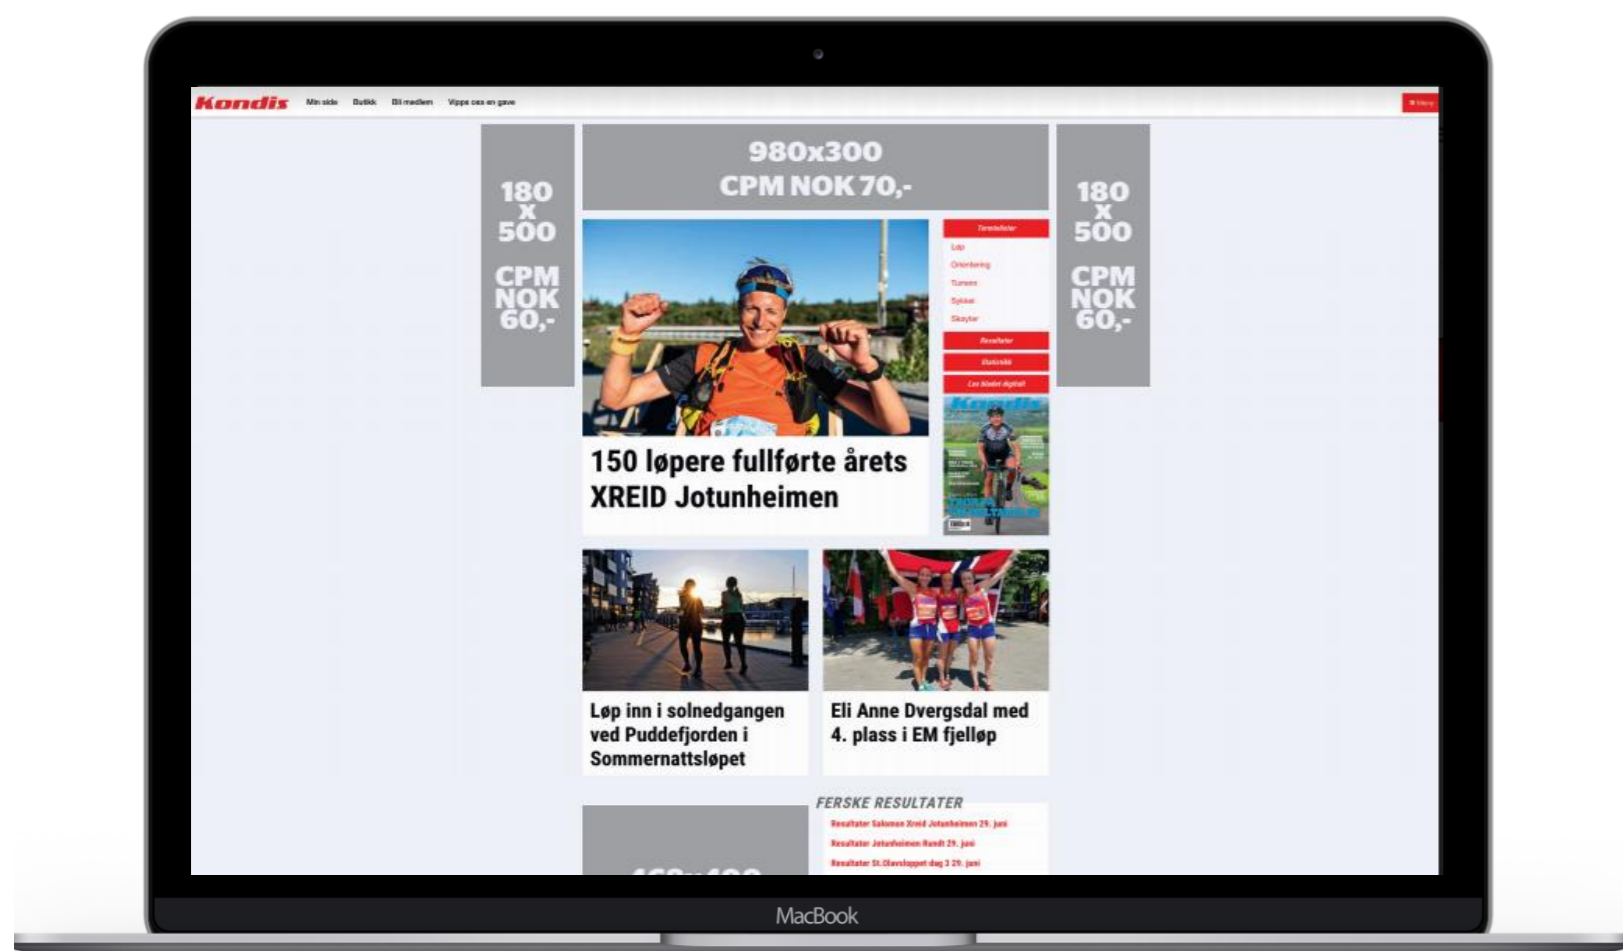 Kondis
Min side Butikk Bli medlem Vipps oss en gave
Meny
180
x
500
CPM
NOK
60,-
980x300
CPM NOK 70,-
180
x
500
CPM
NOK
60,-
Terminlister
Løp
Orientering
Turrenn
Sykkel
Skøyter
Resultater
Statistikk
Les bladet digitalt
Kondis
150 løpere fullførte årets
XREID Jotunheimen
Løp inn i solnedgangen
ved Puddefjorden i
Sommernattsløpet
Eli Anne Dvergsdal med
4. plass i EM fjelløp
FERSKE RESULTATER
Resultater Salomon Xreid Jotunheimen 29. juni
Resultater Jotunheimen Rundt 29. juni
Resultater St.Olavsloppet dag 3 29. juni
MacBook